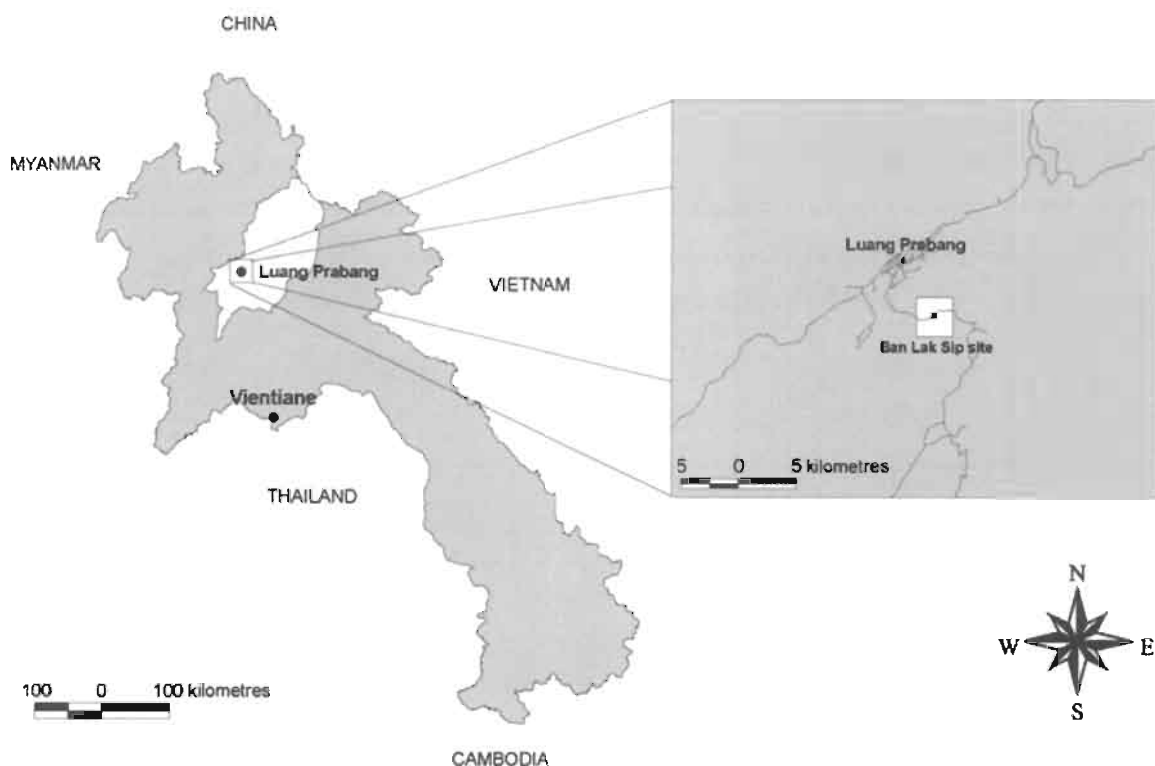 CHINA
MYANMAR
Luang Prabang
VIETNAM
Vientiane
THAILAND
100 0 100 kilometres
CAMBODIA
Luang Prabang
Ban Lak Sip site
5 0 5 kilometres
N
W E
S